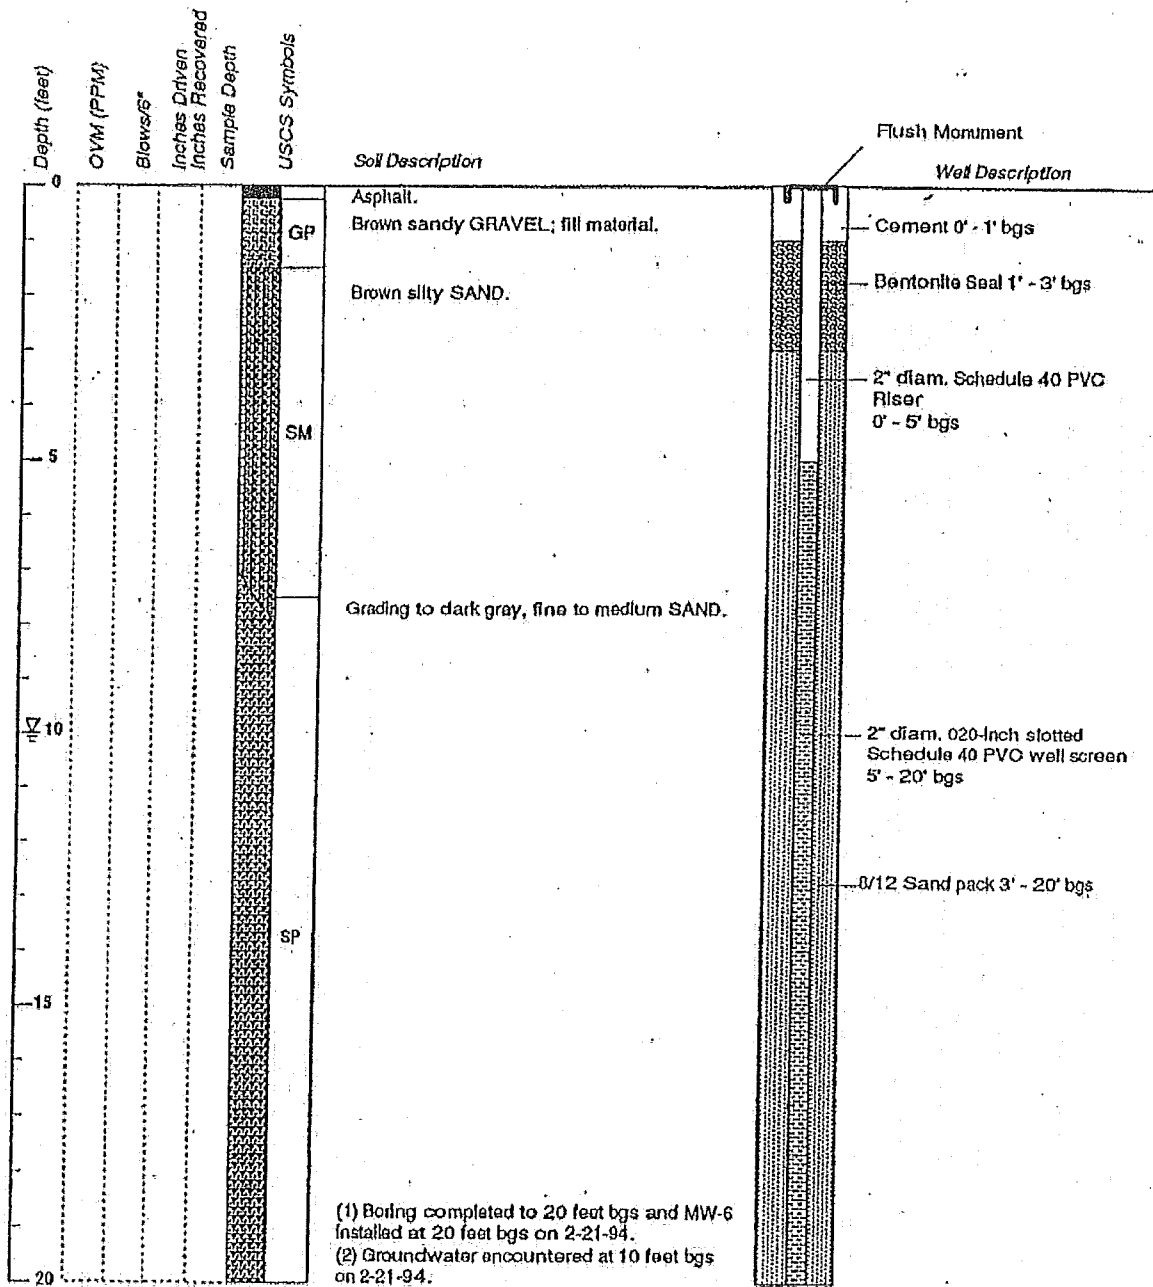 Depth (feet)
OVM (PPM)
Blows/6"
Inches Driven
Inches Recovered
Sample Depth
USCS Symbols
Soil Description
Flush Monument
Well Description
0
Asphalt.
GP
Brown sandy GRAVEL; fill material.
Cement 0' - 1' bgs
Brown silty SAND.
Bentonite Seal 1' - 3' bgs
2" diam. Schedule 40 PVC
Riser
0' - 5' bgs
SM
5
Grading to dark gray, fine to medium SAND.
10
2" diam. 020-inch slotted
Schedule 40 PVC well screen
5' - 20' bgs
8/12 Sand pack 3' - 20' bgs
SP
15
(1) Boring completed to 20 feet bgs and MW-6
installed at 20 feet bgs on 2-21-94.
(2) Groundwater encountered at 10 feet bgs
on 2-21-94.
20